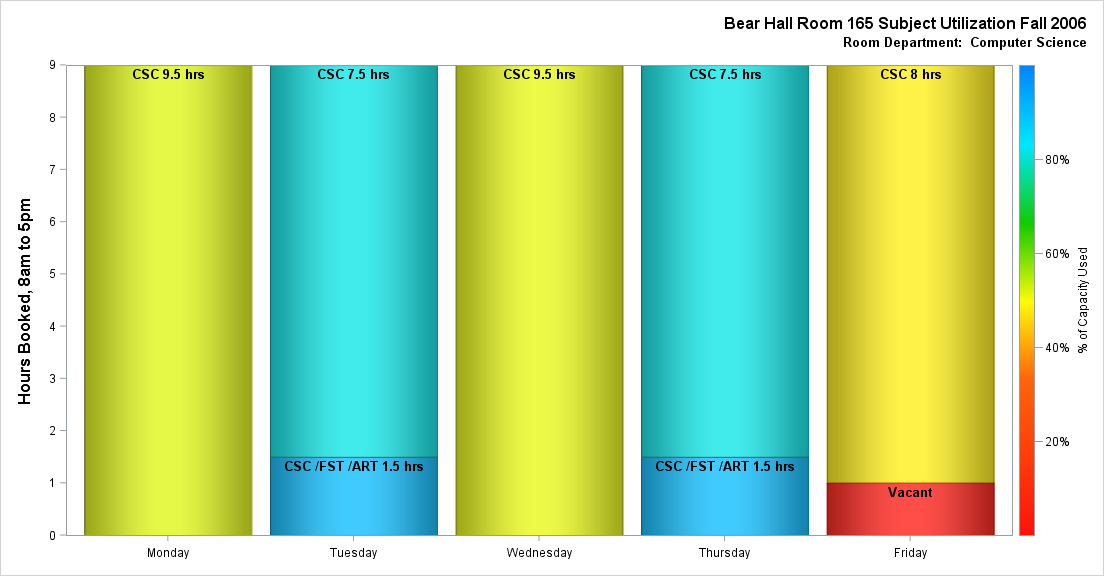 Bear Hall Room 165 Subject Utilization Fall 2006
Room Department:  Computer Science
Hours Booked, 8am to 5pm
9
8
7
6
5
4
3
2
1
0
CSC 9.5 hrs
CSC 7.5 hrs
CSC 9.5 hrs
CSC 7.5 hrs
CSC 8 hrs
CSC /FST /ART 1.5 hrs
CSC /FST /ART 1.5 hrs
Vacant
Monday
Tuesday
Wednesday
Thursday
Friday
80%
60%
40%
20%
% of Capacity Used